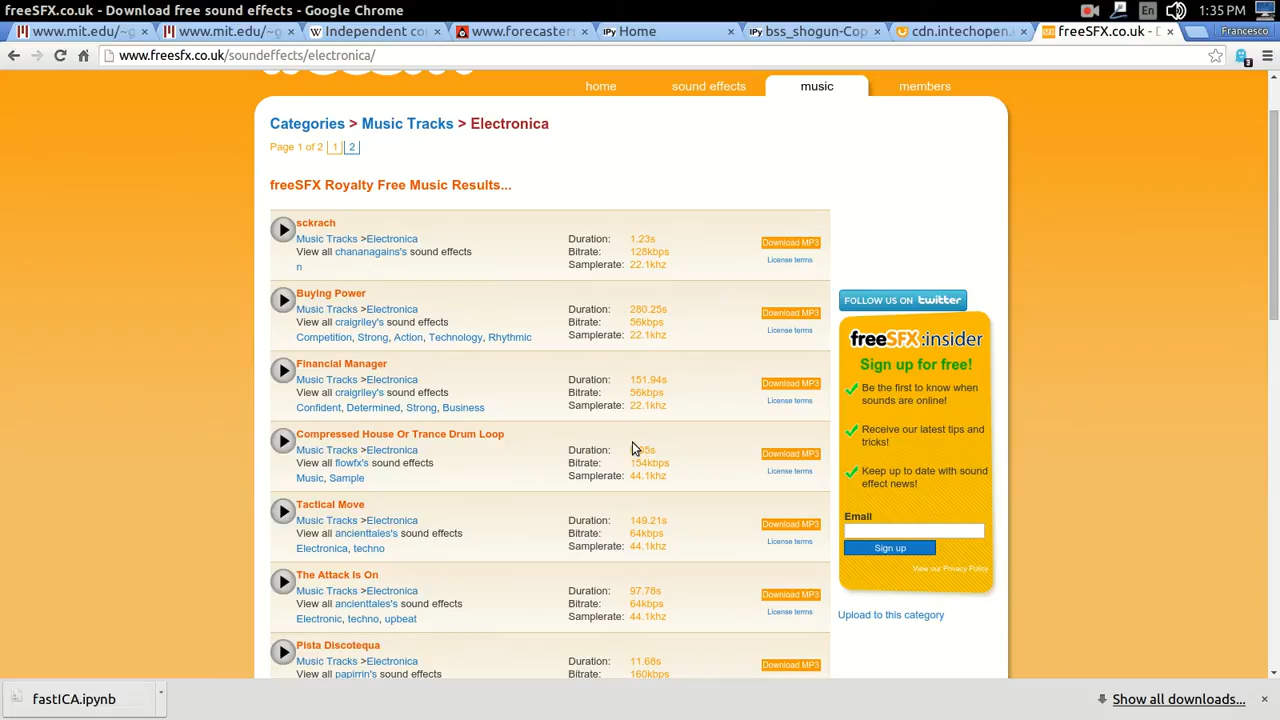 freeSFX.co.uk - Download free sound effects - Google Chrome
En
1:35 PM
www.mit.edu/~g
www.mit.edu/~g
Independent co
www.forecaster
IPy Home
IPy bss_shogun-Cop
cdn.intechopen.
freeSFX.co.uk - D
Francesco
www.freesfx.co.uk/soundeffects/electronica/
3
home
sound effects
music
members
Categories > Music Tracks > Electronica
Page 1 of 2 1 2
freeSFX Royalty Free Music Results...
sckrach
Music Tracks >Electronica
View all chananagains's sound effects
n
Duration: 1.23s
Bitrate: 128kbps
Samplerate: 22.1khz
Download MP3
License terms
Buying Power
Music Tracks >Electronica
View all craigriley's sound effects
Competition, Strong, Action, Technology, Rhythmic
Duration: 280.25s
Bitrate: 56kbps
Samplerate: 22.1khz
Download MP3
License terms
Financial Manager
Music Tracks >Electronica
View all craigriley's sound effects
Confident, Determined, Strong, Business
Duration: 151.94s
Bitrate: 56kbps
Samplerate: 22.1khz
Download MP3
License terms
Compressed House Or Trance Drum Loop
Music Tracks >Electronica
View all flowfx's sound effects
Music, Sample
Duration:
Bitrate: 154kbps
Samplerate: 44.1khz
Download MP3
License terms
Tactical Move
Music Tracks >Electronica
View all ancienttales's sound effects
Electronica, techno
Duration: 149.21s
Bitrate: 64kbps
Samplerate: 44.1khz
Download MP3
License terms
The Attack Is On
Music Tracks >Electronica
View all ancienttales's sound effects
Electronic, techno, upbeat
Duration: 97.78s
Bitrate: 64kbps
Samplerate: 44.1khz
Download MP3
License terms
Pista Discotequa
Music Tracks >Electronica
View all papirrin's sound effects
Duration: 11.68s
Bitrate: 160kbps
Download MP3
FOLLOW US ON twitter
freeSFX:insider
Sign up for free!
Be the first to know when
sounds are online!
Receive our latest tips and
tricks!
Keep up to date with sound
effect news!
Email
Sign up
View our Privacy Policy
Upload to this category
fastICA.ipynb
Show all downloads...